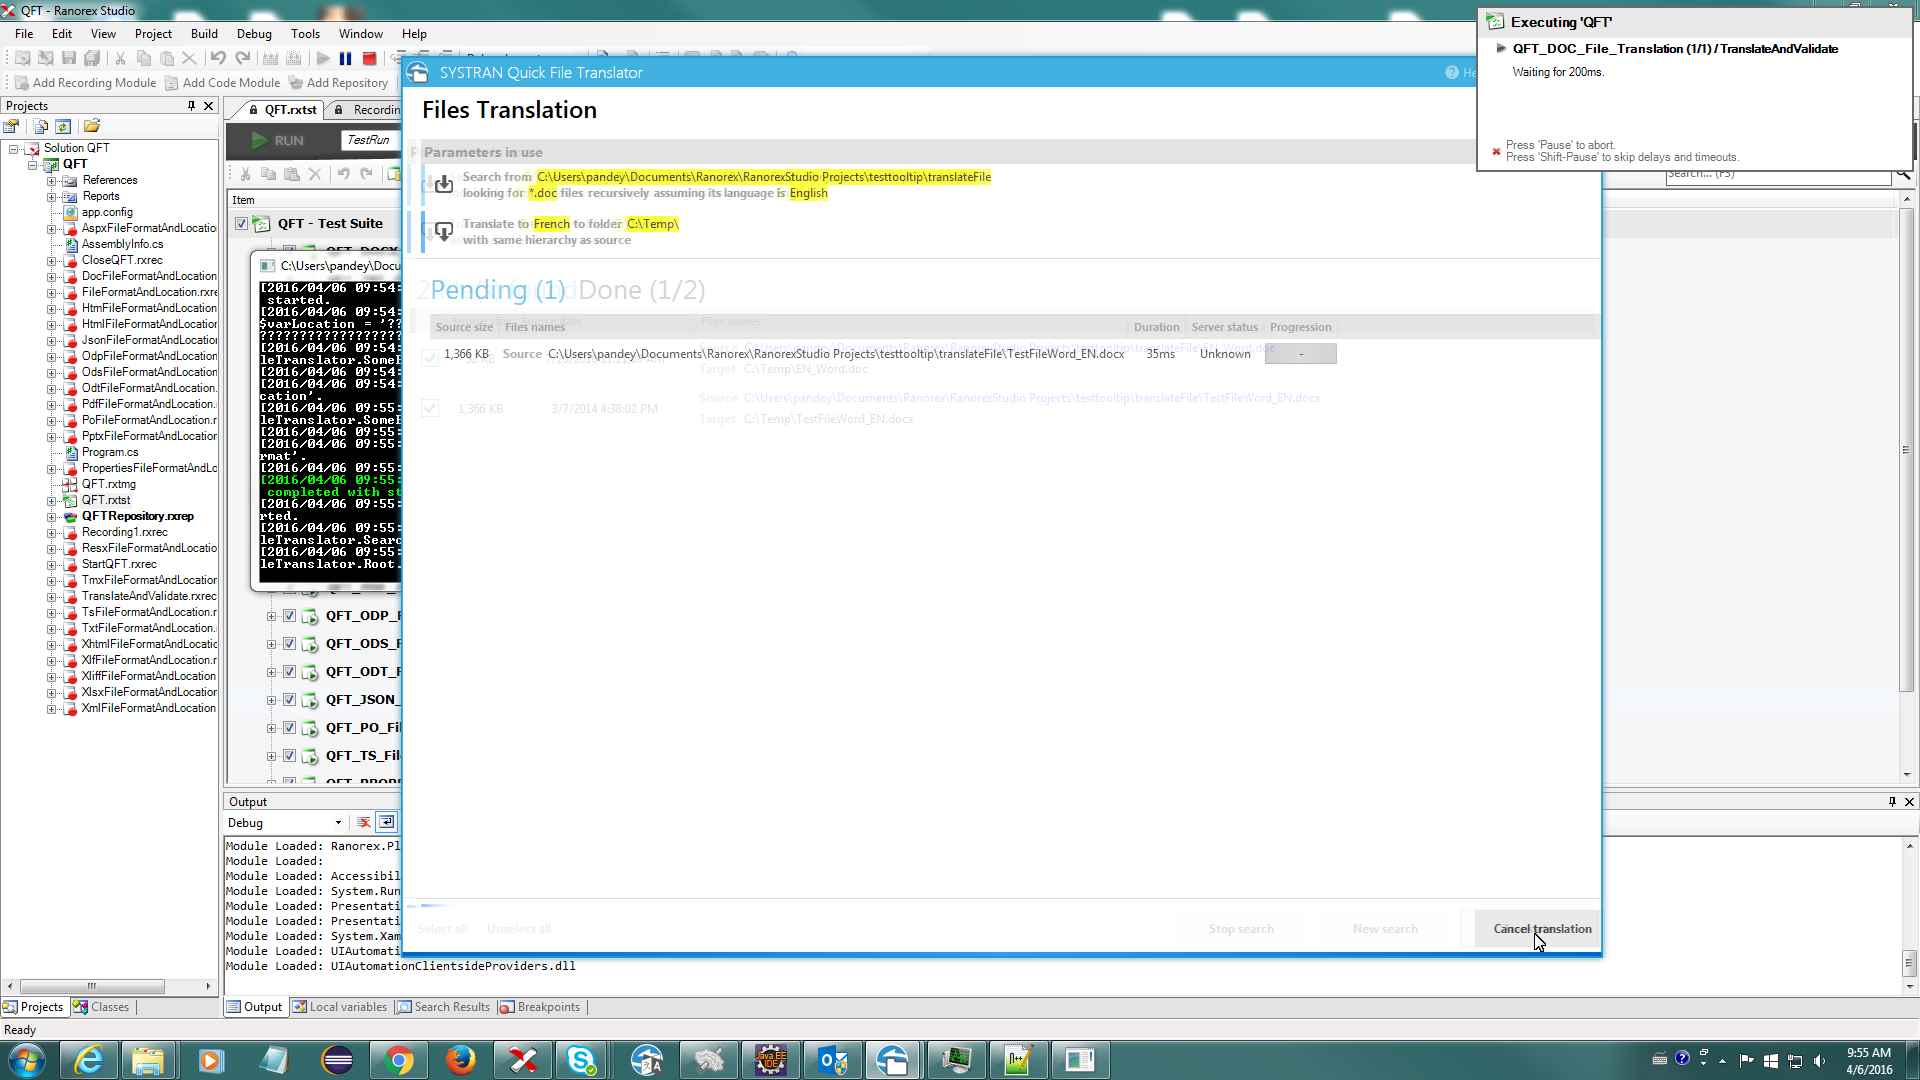 QFT - Ranorex Studio
File Edit View Project Build Debug Tools Window Help
Add Recording Module Add Code Module Add Repository
Projects
Solution QFT
QFT
References
Reports
app.config
AspxFileFormatAndLocatio
AssemblyInfo.cs
CloseQFT.rxrec
DocFileFormatAndLocation
FileFormatAndLocation.rxre
HtmFileFormatAndLocation
HtmlFileFormatAndLocation
JsonFileFormatAndLocation
OdpFileFormatAndLocation
OdsFileFormatAndLocation
OdtFileFormatAndLocation
PdfFileFormatAndLocation.
PoFileFormatAndLocation.r
PptxFileFormatAndLocation
Program.cs
PropertiesFileFormatAndLo
QFT.rxtmg
QFT.rxtst
QFTRepository.rxrep
Recording1.rxrec
ResxFileFormatAndLocatio
StartQFT.rxrec
TmxFileFormatAndLocation
TranslateAndValidate.rxrec
TsFileFormatAndLocation.r
TxtFileFormatAndLocation.
XhtmlFileFormatAndLocatio
XlfFileFormatAndLocation.r
XliffFileFormatAndLocation
XlsxFileFormatAndLocation
XmlFileFormatAndLocation
Projects Classes
Ready
QFT.rxtst Recordin
RUN TestRun
Item
QFT - Test Suite
C:\Users\pandey\Docu
[2016/04/06 09:54:
started.
[2016/04/06 09:54:
$varLocation = '??
??????????????????
leTranslator.SomeE
[2016/04/06 09:54:
[2016/04/06 09:54:
cation'.
[2016/04/06 09:55:
leTranslator.SomeE
[2016/04/06 09:55:
[2016/04/06 09:55:
rmat'.
[2016/04/06 09:55:
[2016/04/06 09:55:
completed with st
[2016/04/06 09:55:
rted.
[2016/04/06 09:55:
leTranslator.Searc
[2016/04/06 09:55:
leTranslator.Root.
QFT_ODP_F
QFT_ODS_F
QFT_ODT_F
QFT_JSON_
QFT_PO_Fil
QFT_TS_Fil
SYSTRAN Quick File Translator
He
Files Translation
Parameters in use
Search from C:\Users\pandey\Documents\Ranorex\RanorexStudio Projects\testtooltip\translateFile
looking for *.doc files recursively assuming its language is English
Translate to French to folder C:\Temp\
with same hierarchy as source
Pending (1) Done (1/2)
Source size Files names Duration Server status Progression
1,366 KB Source C:\Users\pandey\Documents\Ranorex\RanorexStudio Projects\testtooltip\translateFile\TestFileWord_EN.docx 35ms Unknown -
Target C:\Temp\EN_Word.doc
1,366 KB 3/7/2014 4:38:02 PM Source C:\Users\pandey\Documents\Ranorex\RanorexStudio Projects\testtooltip\translateFile\TestFileWord_EN.docx
Target C:\Temp\TestFileWord_EN.docx
Select all Unselect all Stop search New search Cancel translation
Executing 'QFT'
QFT_DOC_File_Translation (1/1) / TranslateAndValidate
Waiting for 200ms.
Press 'Pause' to abort.
Press 'Shift-Pause' to skip delays and timeouts.
Search... (F3)
Output
Debug
Module Loaded: Ranorex.Pl
Module Loaded:
Module Loaded: Accessibil
Module Loaded: System.Run
Module Loaded: Presentati
Module Loaded: Presentati
Module Loaded: System.Xam
Module Loaded: UIAutomati
Module Loaded: UIAutomationClientsideProviders.dll
Output Local variables Search Results Breakpoints
Java EE
IDE
9:55 AM
4/6/2016